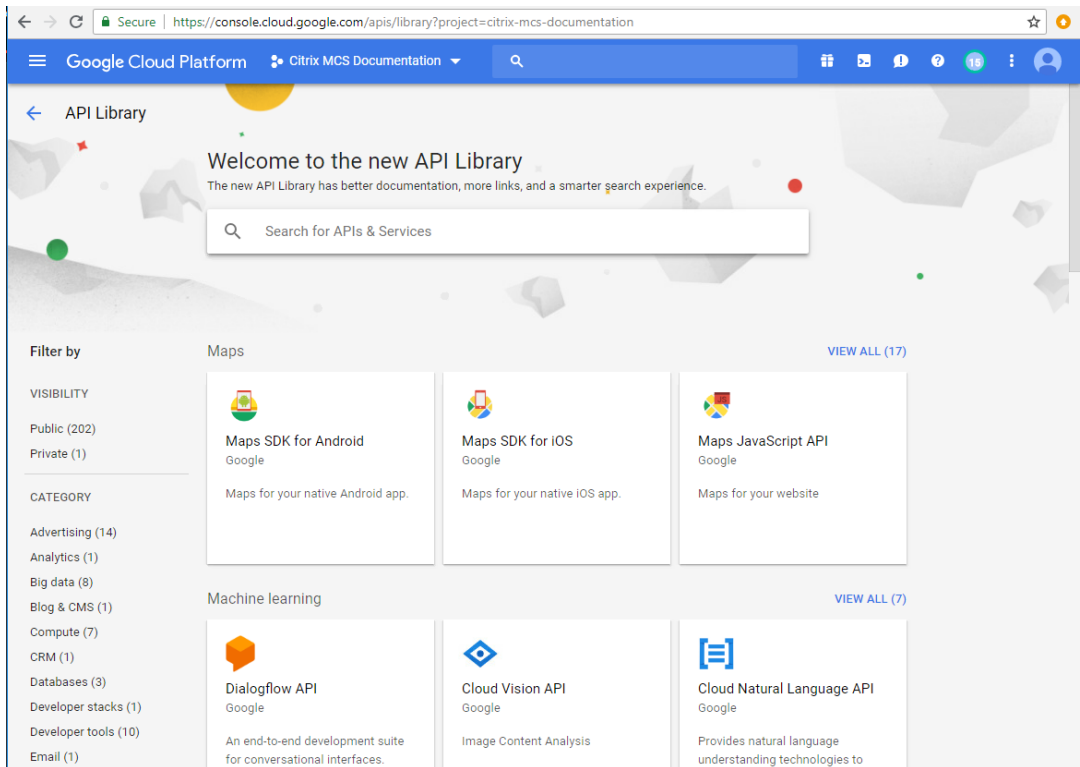 Secure | https://console.cloud.google.com/apis/library?project=citrix-mcs-documentation
Google Cloud Platform Citrix MCS Documentation 15
API Library
Welcome to the new API Library
The new API Library has better documentation, more links, and a smarter search experience.
Search for APIs & Services
Filter by
VISIBILITY
Public (202)
Private (1)
CATEGORY
Advertising (14)
Analytics (1)
Big data (8)
Blog & CMS (1)
Compute (7)
CRM (1)
Databases (3)
Developer stacks (1)
Developer tools (10)
Email (1)
Maps VIEW ALL (17)
Maps SDK for Android
Google
Maps for your native Android app.
Maps SDK for iOS
Google
Maps for your native iOS app.
JS
Maps JavaScript API
Google
Maps for your website
Machine learning VIEW ALL (7)
Dialogflow API
Google
An end-to-end development suite
for conversational interfaces.
Cloud Vision API
Google
Image Content Analysis
Cloud Natural Language API
Google
Provides natural language
understanding technologies to